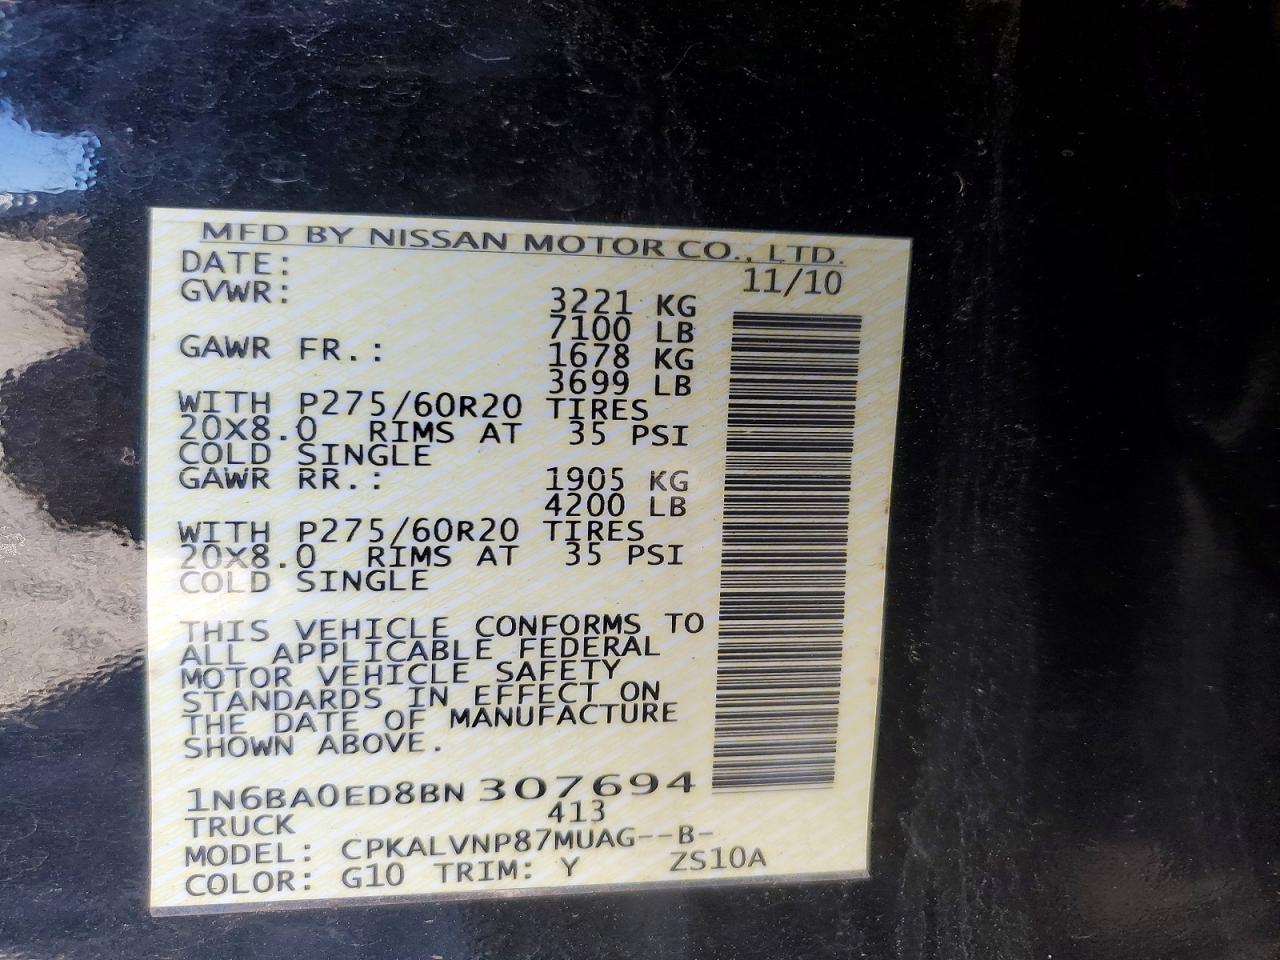 MFD BY NISSAN MOTOR CO., LTD.
DATE: 11/10
GVWR: 3221 KG
7100 LB
GAWR FR.: 1678 KG
3699 LB
WITH P275/60R20 TIRES
20X8.0 RIMS AT 35 PSI
COLD SINGLE
GAWR RR.: 1905 KG
4200 LB
WITH P275/60R20 TIRES
20X8.0 RIMS AT 35 PSI
COLD SINGLE
THIS VEHICLE CONFORMS TO
ALL APPLICABLE FEDERAL
MOTOR VEHICLE SAFETY
STANDARDS IN EFFECT ON
THE DATE OF MANUFACTURE
SHOWN ABOVE.
1N6BA0ED8BN307694
TRUCK 413
MODEL: CPKALVNP87MUAG--B-
COLOR: G10 TRIM: Y ZS10A